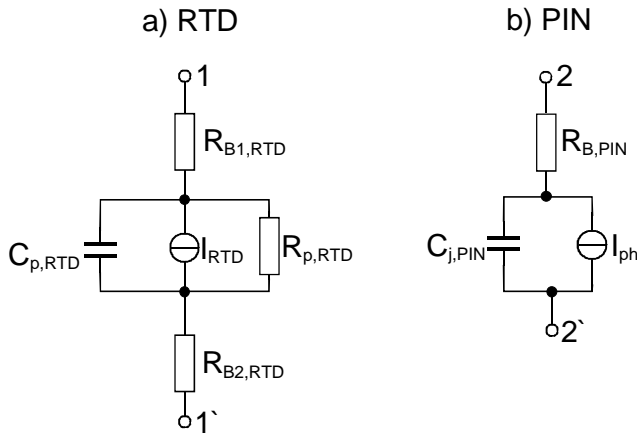 a) RTD
b) PIN
1
2
R_B1,RTD
R_B,PIN
C_p,RTD
I_RTD
R_p,RTD
C_j,PIN
I_ph
R_B2,RTD
2`
1`